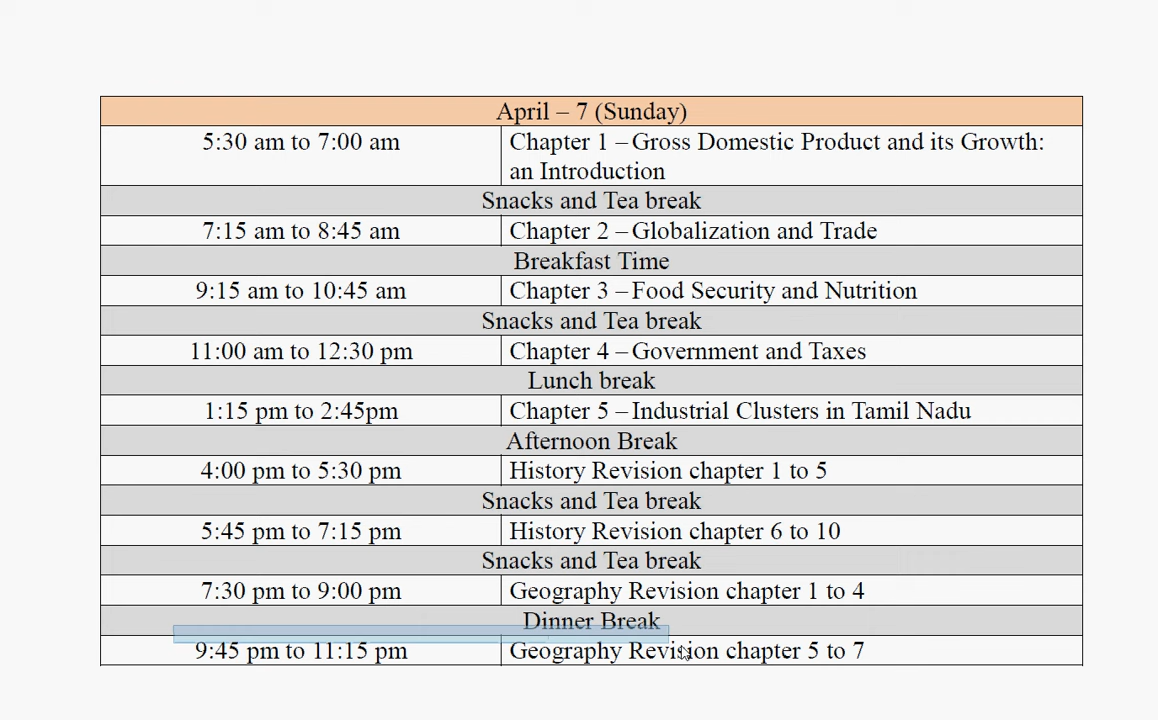 April – 7 (Sunday)
5:30 am to 7:00 am
Chapter 1 – Gross Domestic Product and its Growth:
an Introduction
Snacks and Tea break
7:15 am to 8:45 am
Chapter 2 – Globalization and Trade
Breakfast Time
9:15 am to 10:45 am
Chapter 3 – Food Security and Nutrition
Snacks and Tea break
11:00 am to 12:30 pm
Chapter 4 – Government and Taxes
Lunch break
1:15 pm to 2:45pm
Chapter 5 – Industrial Clusters in Tamil Nadu
Afternoon Break
4:00 pm to 5:30 pm
History Revision chapter 1 to 5
Snacks and Tea break
5:45 pm to 7:15 pm
History Revision chapter 6 to 10
Snacks and Tea break
7:30 pm to 9:00 pm
Geography Revision chapter 1 to 4
Dinner Break
9:45 pm to 11:15 pm
Geography Revision chapter 5 to 7